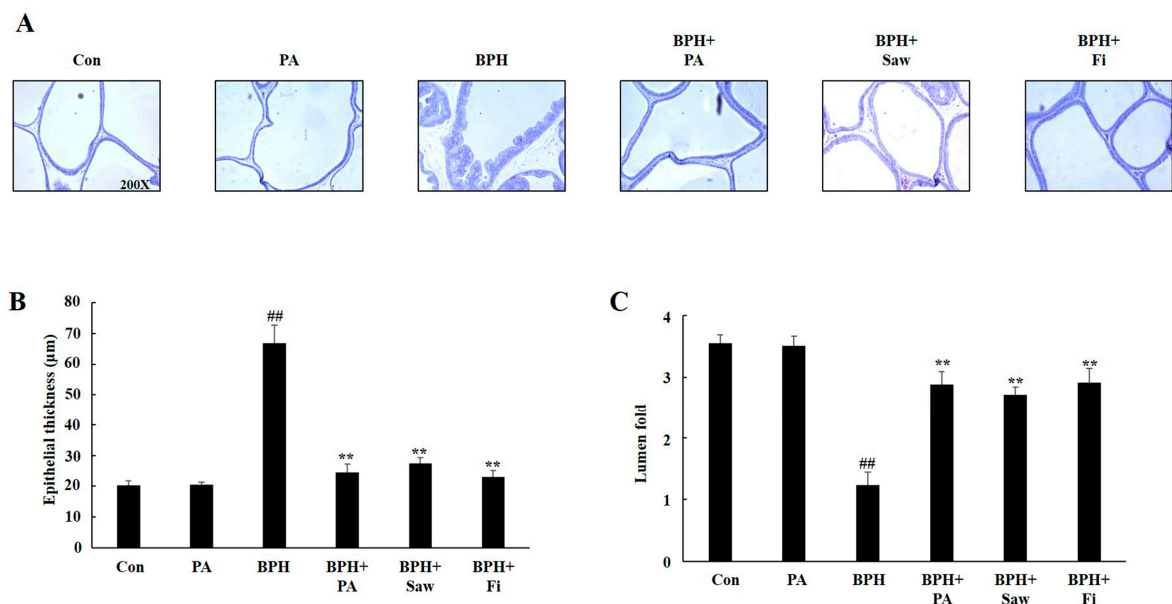 A
Con
PA
BPH
BPH+
PA
BPH+
Saw
BPH+
Fi
200X
B
Epithelial thickness (μm)
80
70
60
50
40
30
20
10
0
##
**
**
**
Con
PA
BPH
BPH+
PA
BPH+
Saw
BPH+
Fi
C
Lumen fold
4
3
2
1
0
##
**
**
**
Con
PA
BPH
BPH+
PA
BPH+
Saw
BPH+
Fi